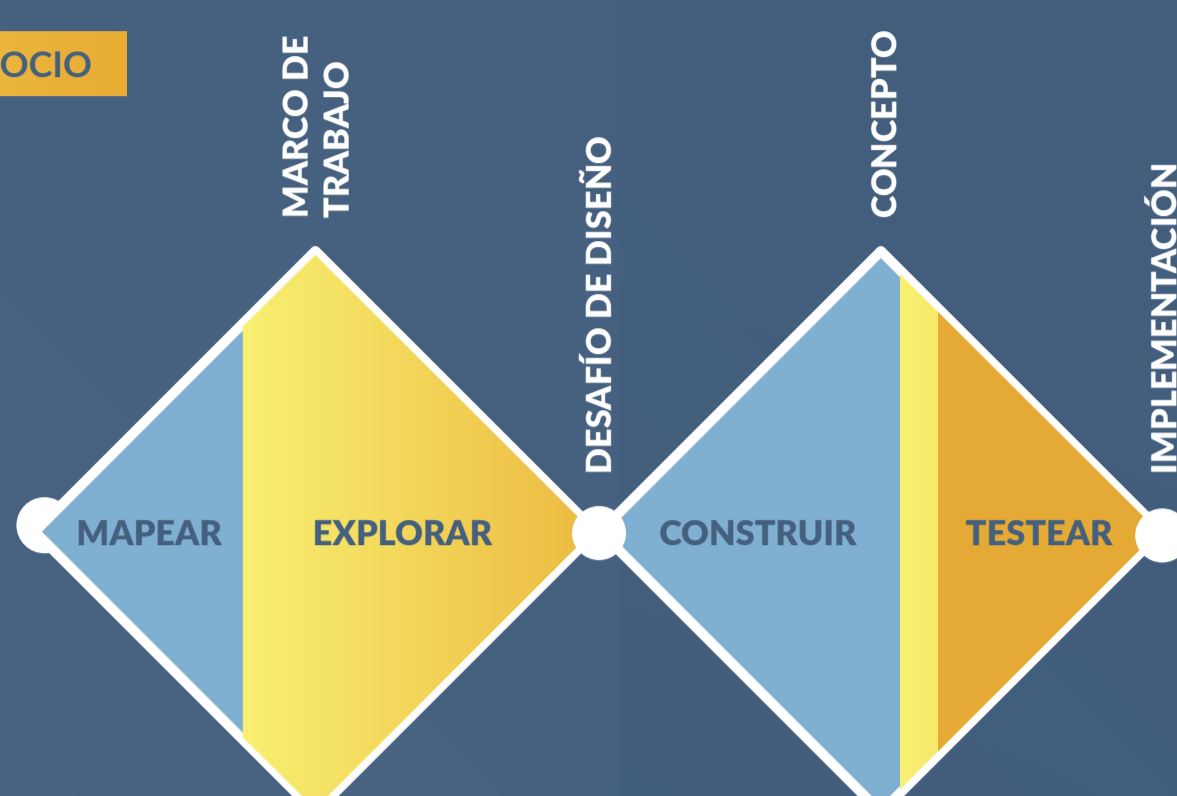 OCIO
MARCO DE
TRABAJO
DESAFÍO DE DISEÑO
CONCEPTO
IMPLEMENTACIÓN
MAPEAR
EXPLORAR
CONSTRUIR
TESTEAR